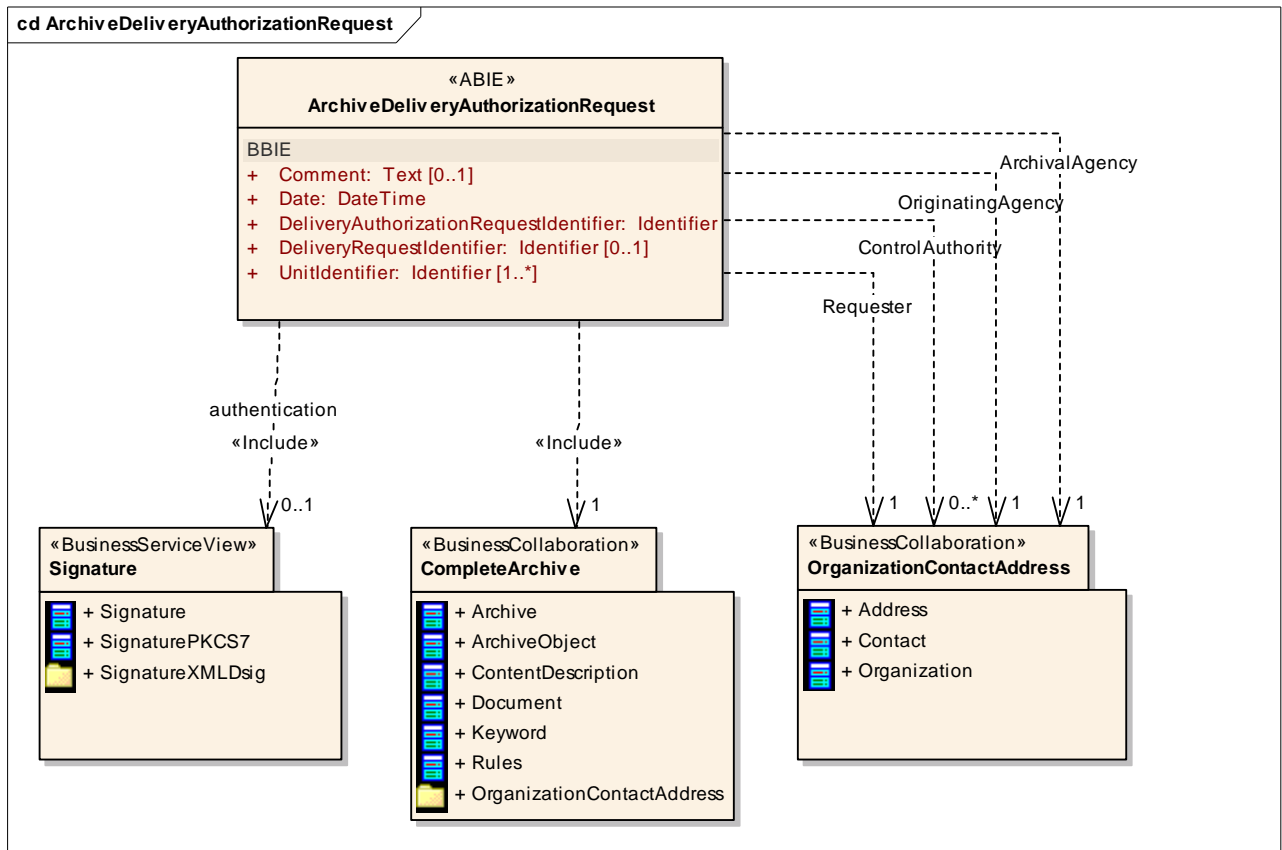 cd ArchiveDeliveryAuthorizationRequest
«ABIE»
ArchiveDeliveryAuthorizationRequest
BBIE
+ Comment: Text [0..1]
+ Date: DateTime
+ DeliveryAuthorizationRequestIdentifier: Identifier
+ DeliveryRequestIdentifier: Identifier [0..1]
+ UnitIdentifier: Identifier [1..*]
ArchivalAgency
OriginatingAgency
ControlAuthority
Requester
authentication
«Include»
«Include»
0..1
1
1
0..*
1
1
«BusinessServiceView»
Signature
+ Signature
+ SignaturePKCS7
+ SignatureXMLDsig
«BusinessCollaboration»
CompleteArchive
+ Archive
+ ArchiveObject
+ ContentDescription
+ Document
+ Keyword
+ Rules
+ OrganizationContactAddress
«BusinessCollaboration»
OrganizationContactAddress
+ Address
+ Contact
+ Organization